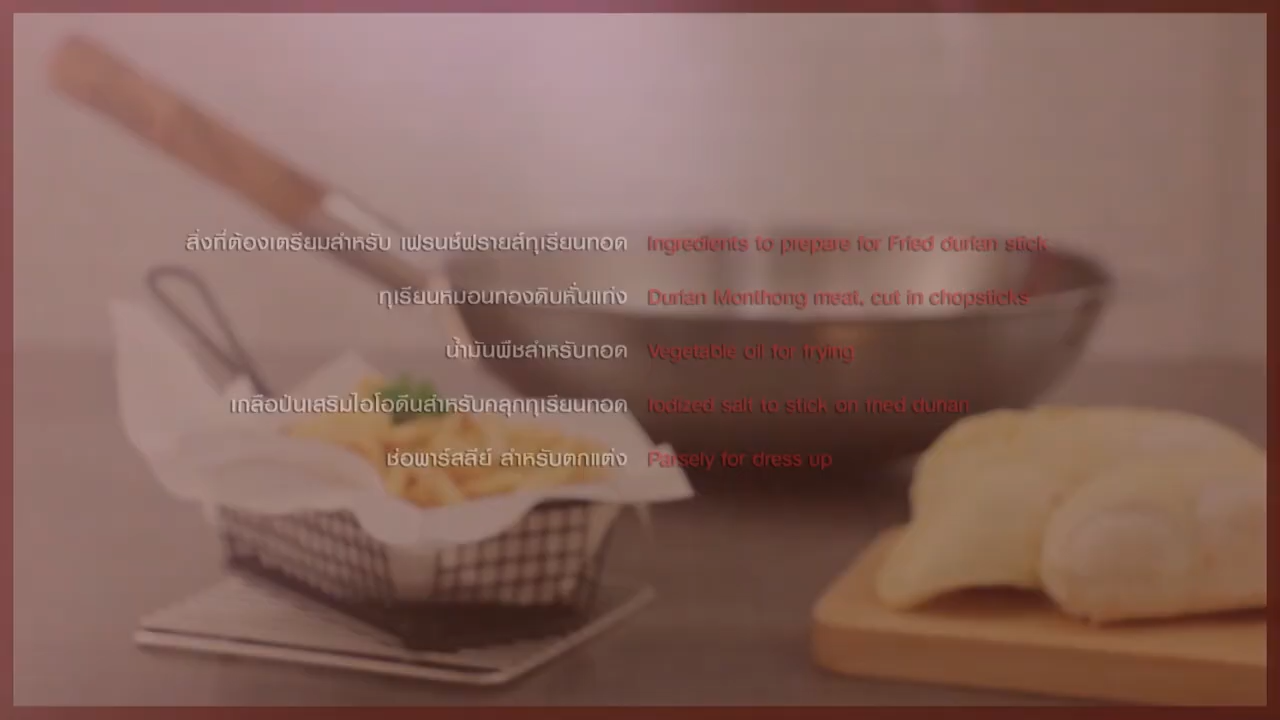 สิ่งที่ต้องเตรียมสำหรับ เฟรนช์ฟรายส์ทุเรียนทอด Ingredients to prepare for Fried durian stick
ทุเรียนหมอนทองดิบหั่นแท่ง Durian Monthong meat, cut in chopsticks
น้ำมันพืชสำหรับทอด Vegetable oil for frying
เกลือป่นเสริมไอโอดีนสำหรับคลุกทุเรียนทอด Iodized salt to stick on fried durian
ช่อพาร์สลีย์ สำหรับตกแต่ง Parsely for dress up